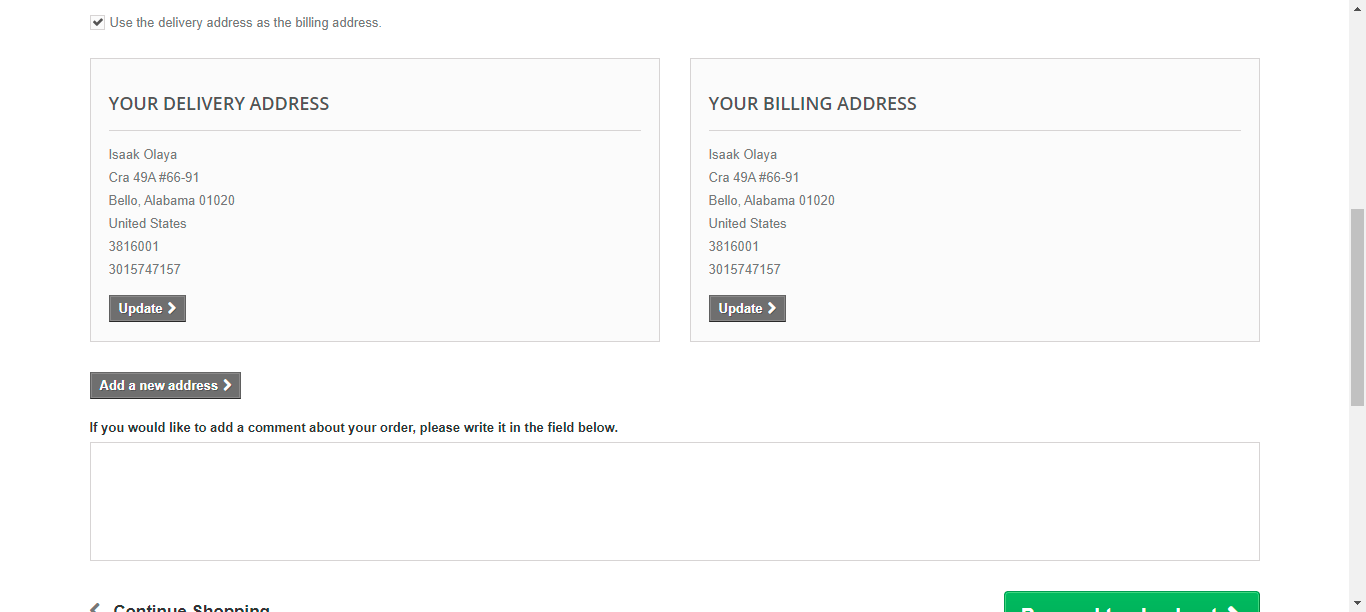 Use the delivery address as the billing address.
YOUR DELIVERY ADDRESS
Isaak Olaya
Cra 49A #66-91
Bello, Alabama 01020
United States
3816001
3015747157
Update
YOUR BILLING ADDRESS
Isaak Olaya
Cra 49A #66-91
Bello, Alabama 01020
United States
3816001
3015747157
Update
Add a new address
If you would like to add a comment about your order, please write it in the field below.
Continue Shopping
Proceed to checkout